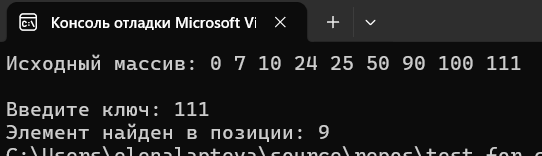 Консоль отладки Microsoft Vi
Исходный массив: 0 7 10 24 25 50 90 100 111
Введите ключ: 111
Элемент найден в позиции: 9